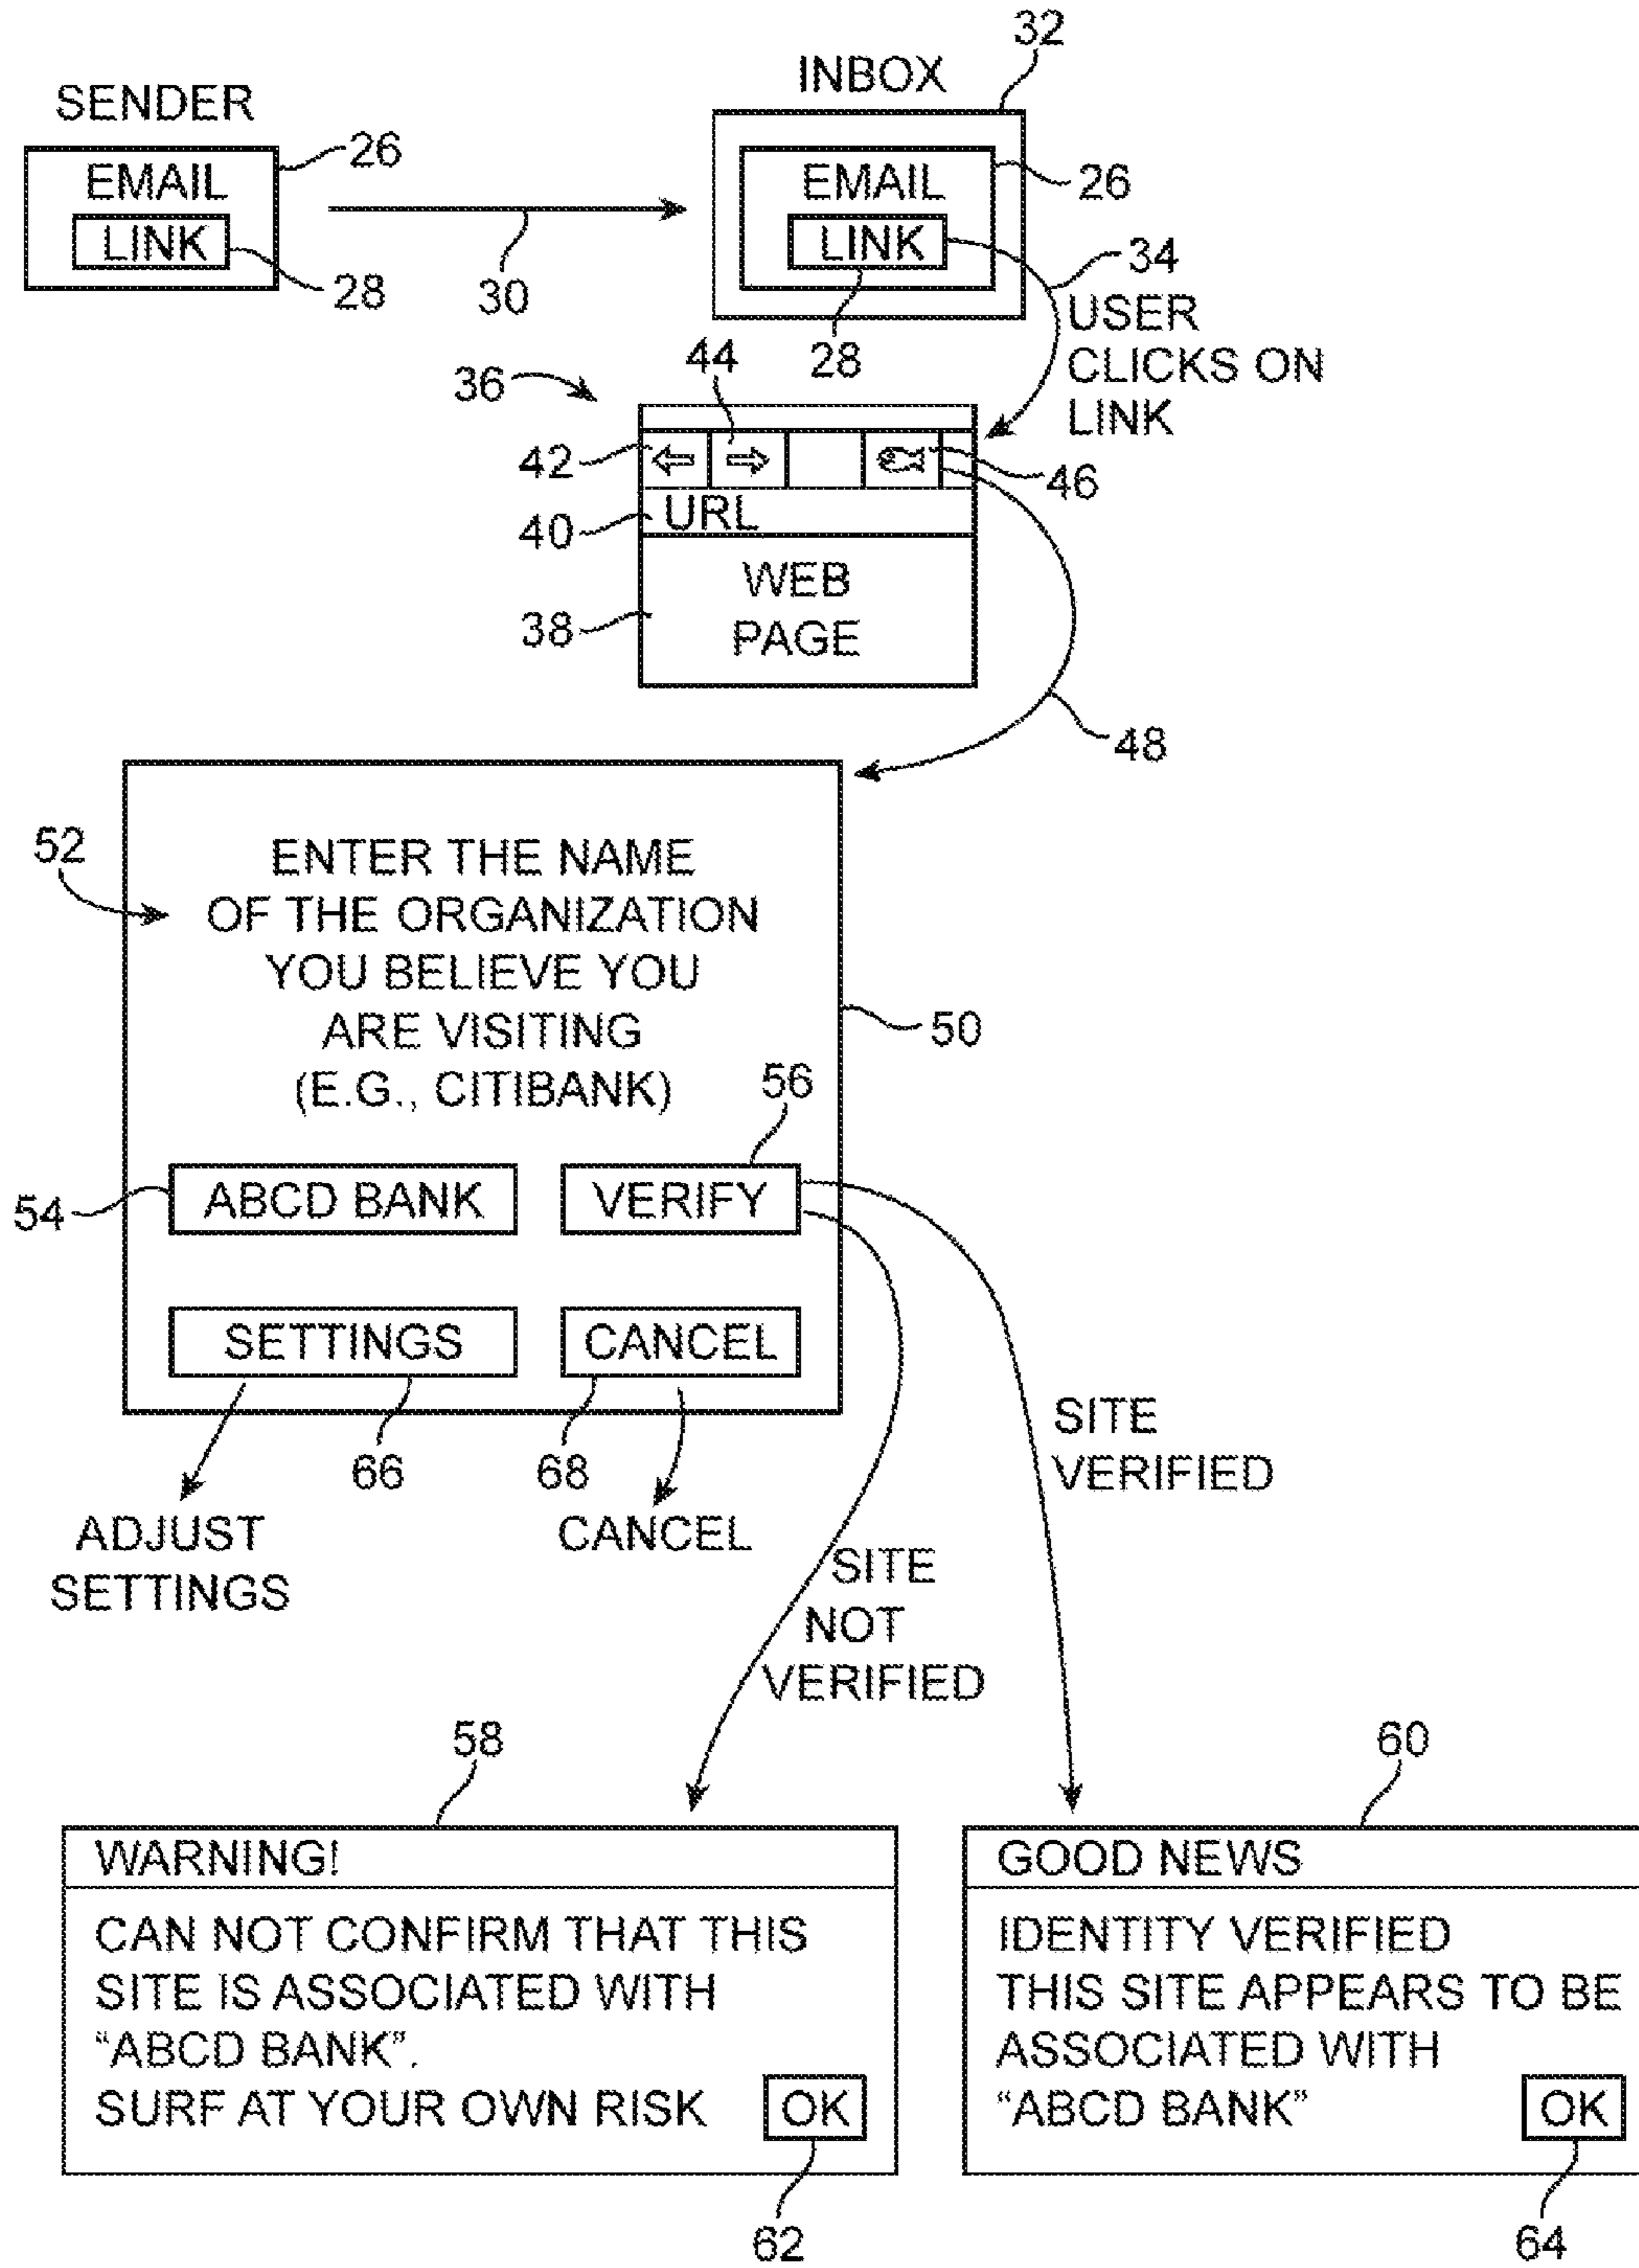 32
INBOX
SENDER
26
EMAIL
LINK
28
30
EMAIL
26
LINK
28
34
USER
CLICKS ON
LINK
36
44
42
46
40
URL
38
WEB
PAGE
48
52
ENTER THE NAME
OF THE ORGANIZATION
YOU BELIEVE YOU
ARE VISITING
(E.G., CITIBANK)
50
56
54
ABCD BANK
VERIFY
SETTINGS
CANCEL
66
68
ADJUST
SETTINGS
CANCEL
SITE
VERIFIED
SITE
NOT
VERIFIED
58
WARNING!
CAN NOT CONFIRM THAT THIS
SITE IS ASSOCIATED WITH
“ABCD BANK”.
SURF AT YOUR OWN RISK
OK
62
60
GOOD NEWS
IDENTITY VERIFIED
THIS SITE APPEARS TO BE
ASSOCIATED WITH
“ABCD BANK”
OK
64